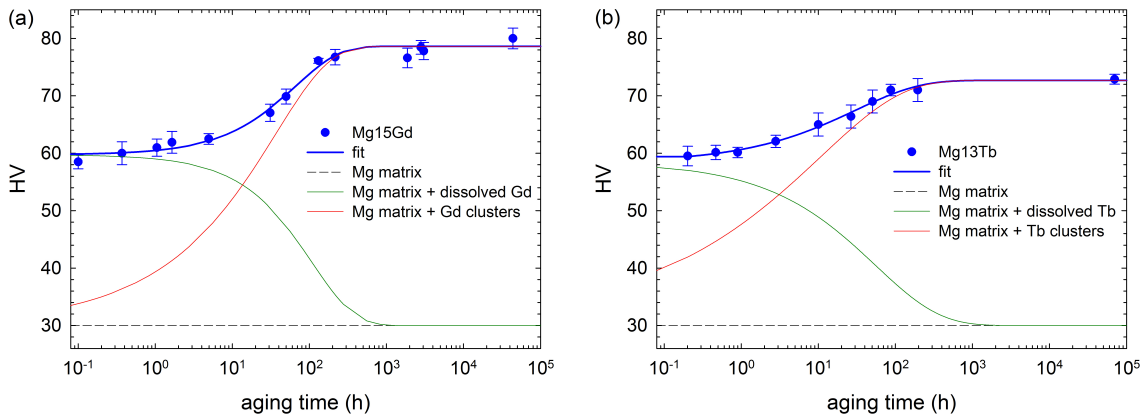 (a)
80
70
60
50
40
30
HV
10⁻¹ 10⁰ 10¹ 10² 10³ 10⁴ 10⁵
aging time (h)
Mg15Gd
fit
Mg matrix
Mg matrix + dissolved Gd
Mg matrix + Gd clusters
(b)
80
70
60
50
40
30
HV
10⁻¹ 10⁰ 10¹ 10² 10³ 10⁴ 10⁵
aging time (h)
Mg13Tb
fit
Mg matrix
Mg matrix + dissolved Tb
Mg matrix + Tb clusters